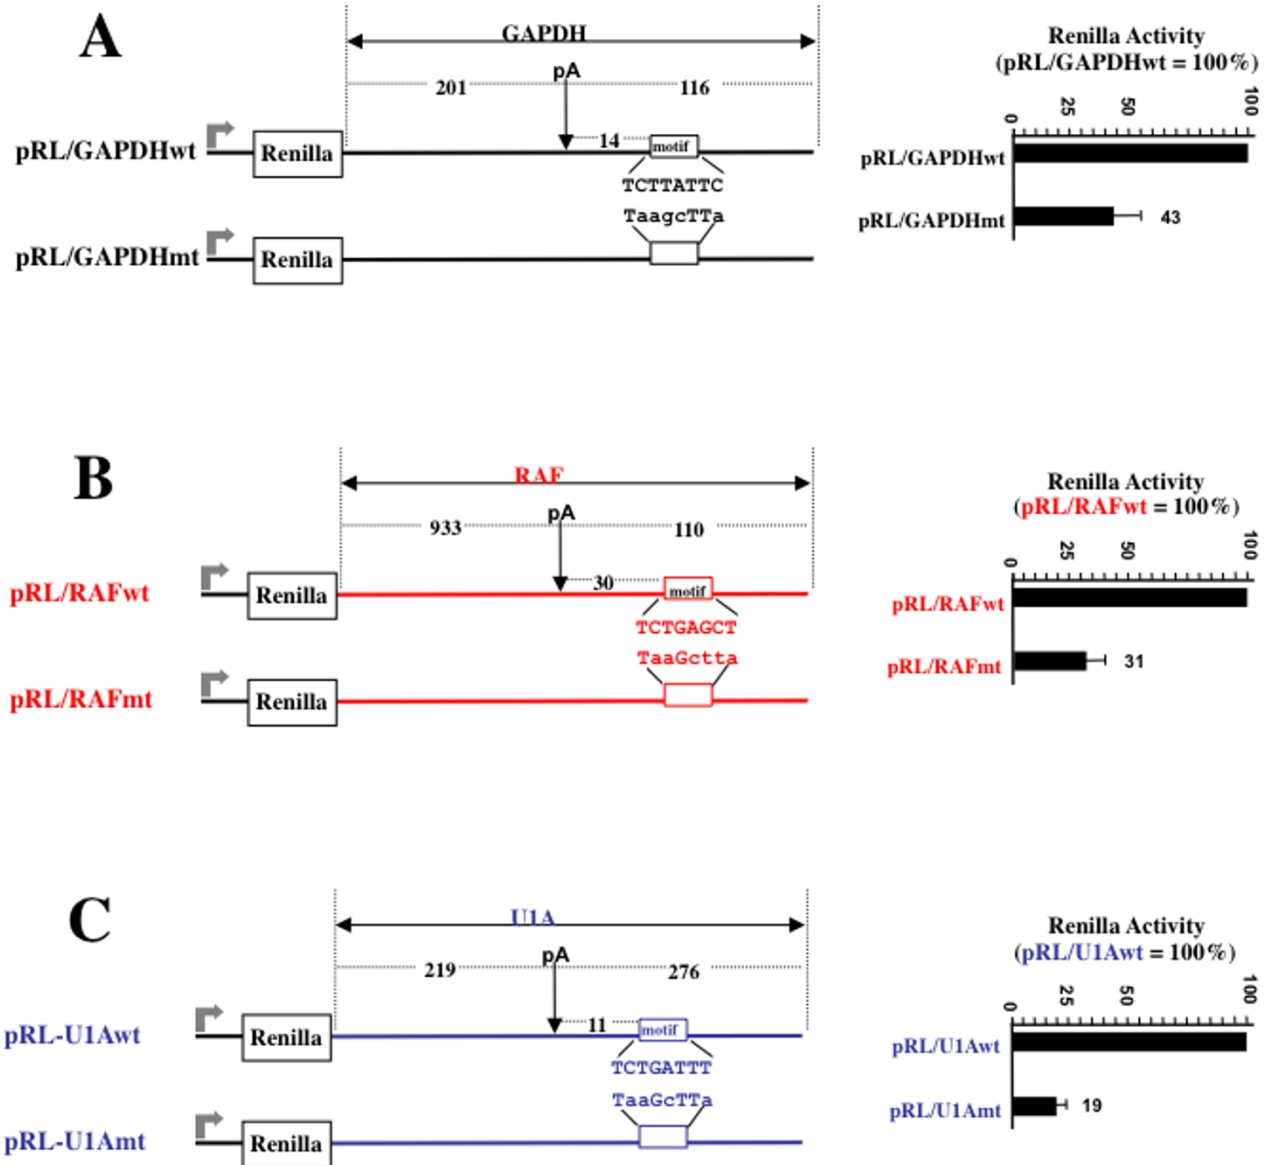 A
GAPDH
201 pA 116
pRL/GAPDHwt Renilla 14 motif
TCTTATTC
TaagcTTa
pRL/GAPDHmt Renilla
Renilla Activity
(pRL/GAPDHwt = 100%)
0 25 50 100
pRL/GAPDHwt
pRL/GAPDHmt 43
B
RAF
933 pA 110
pRL/RAFwt Renilla 30 motif
TCTGAGCT
TaaGctta
pRL/RAFmt Renilla
Renilla Activity
(pRL/RAFwt = 100%)
0 25 50 100
pRL/RAFwt
pRL/RAFmt 31
C
U1A
219 pA 276
pRL-U1Awt Renilla 11 motif
TCTGATTT
TaaGcTTa
pRL-U1Amt Renilla
Renilla Activity
(pRL/U1Awt = 100%)
0 25 50 100
pRL/U1Awt
pRL/U1Amt 19